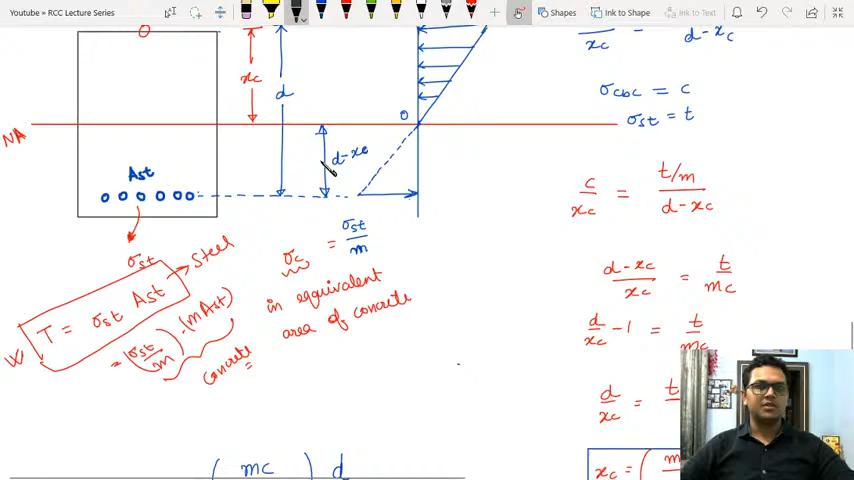 Youtube » RCC Lecture Series
Shapes
Ink to Shape
Ink to Text
xc
d
d-xc
NA
O
Ast
σst
Steel
T = σst Ast
= (σst/m) · (m Ast)
Concrete
σc = σst/m
in equivalent
area of concrete
xc d-xc
σcbc = c
σst = t
c/xc = (t/m)/(d-xc)
(d-xc)/xc = t/mc
d/xc - 1 = t/mc
d/xc = t
xc = (m
(mc) d